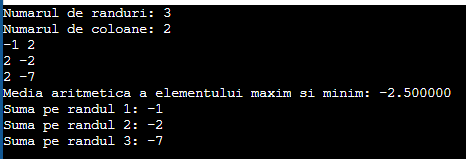 Numarul de randuri: 3
Numarul de coloane: 2
-1 2
2 -2
2 -7
Media aritmetica a elementului maxim si minim: -2.500000
Suma pe randul 1: -1
Suma pe randul 2: -2
Suma pe randul 3: -7